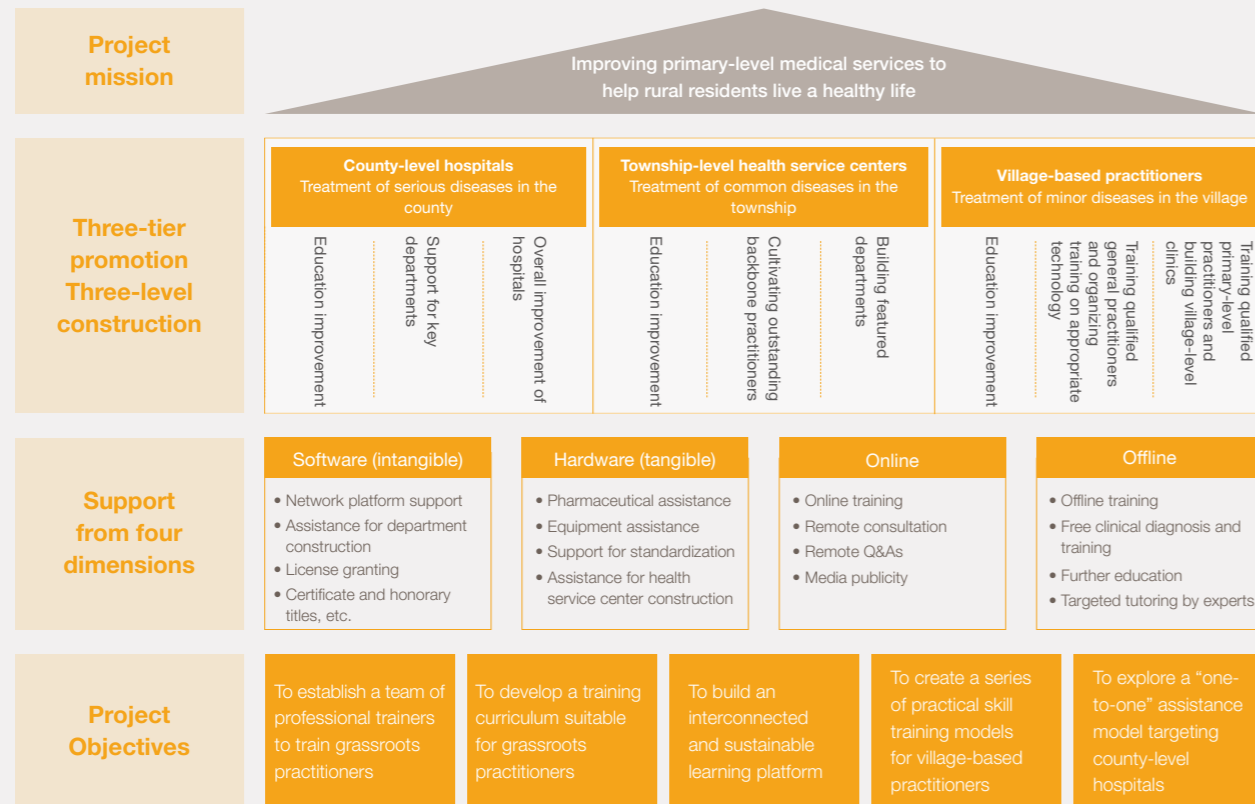 Project
mission
Improving primary-level medical services to
help rural residents live a healthy life
Three-tier
promotion
Three-level
construction
County-level hospitals
Treatment of serious diseases in the
county
Education improvement
Support for key
departments
Overall improvement of
hospitals
Township-level health service centers
Treatment of common diseases in the
township
Education improvement
Cultivating outstanding
backbone practitioners
Building featured
departments
Village-based practitioners
Treatment of minor diseases in the village
Education improvement
Training qualified
general practitioners
and organizing
training on appropriate
technology
Training qualified
primary-level
practitioners and
building village-level
clinics
Support
from four
dimensions
Software (intangible)
• Network platform support
• Assistance for department
construction
• License granting
• Certificate and honorary
titles, etc.
Hardware (tangible)
• Pharmaceutical assistance
• Equipment assistance
• Support for standardization
• Assistance for health
service center construction
Online
• Online training
• Remote consultation
• Remote Q&As
• Media publicity
Offline
• Offline training
• Free clinical diagnosis and
training
• Further education
• Targeted tutoring by experts
Project
Objectives
To establish a team of
professional trainers
to train grassroots
practitioners
To develop a training
curriculum suitable
for grassroots
practitioners
To build an
interconnected
and sustainable
learning platform
To create a series
of practical skill
training models
for village-based
practitioners
To explore a “one-
to-one” assistance
model targeting
county-level
hospitals